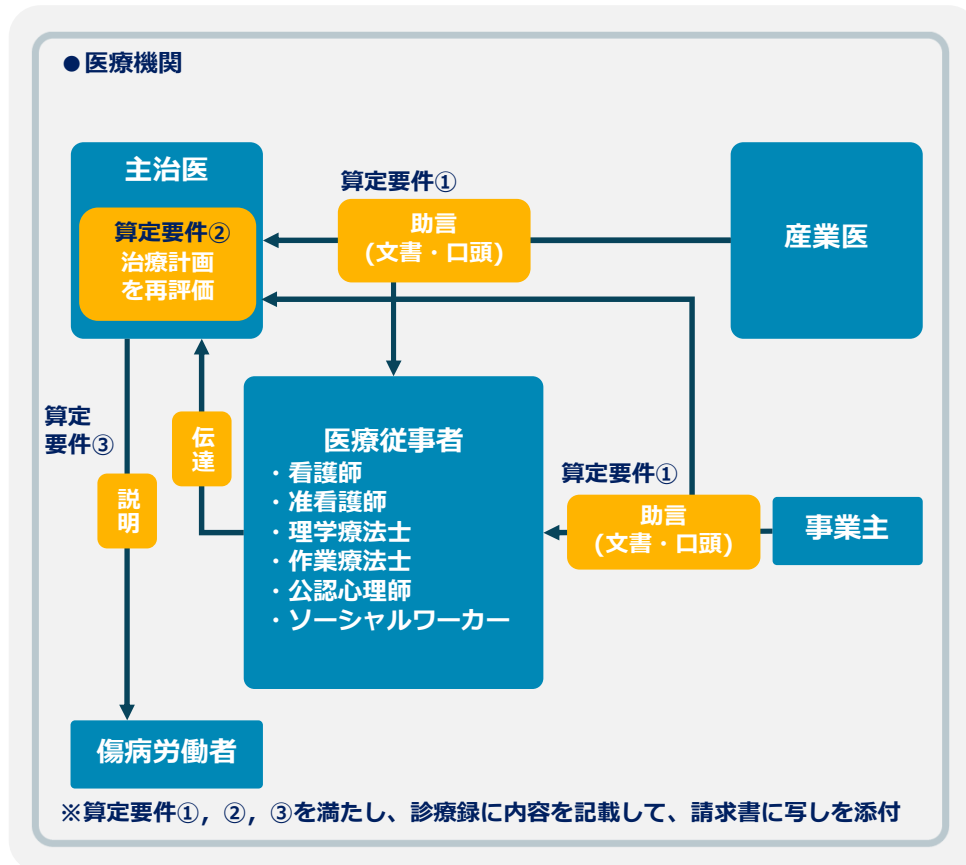 ●医療機関
主治医
算定要件②
治療計画
を再評価
算定要件①
助言
(文書・口頭)
産業医
算定
要件③
説
明
伝
達
医療従事者
・看護師
・准看護師
・理学療法士
・作業療法士
・公認心理師
・ソーシャルワーカー
算定要件①
助言
(文書・口頭)
事業主
傷病労働者
※算定要件①，②，③を満たし、診療録に内容を記載して、請求書に写しを添付